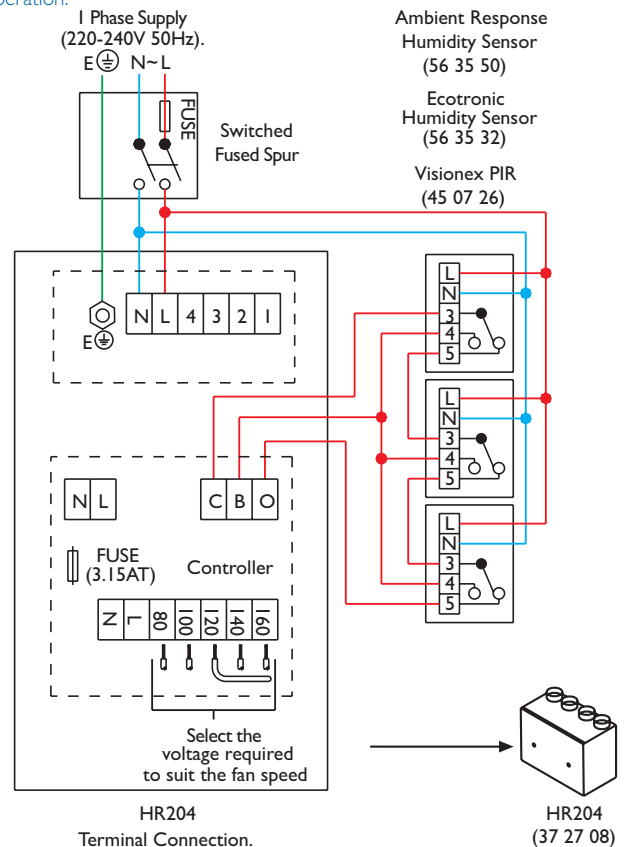 peration.
1 Phase Supply
(220-240V 50Hz).
E N~L
FUSE
Switched
Fused Spur
Ambient Response
Humidity Sensor
(56 35 50)
Ecotronic
Humidity Sensor
(56 35 32)
Visionex PIR
(45 07 26)
N L 4 3 2 1
E
L
N
3
4
5
L
N
3
4
5
L
N
3
4
5
N L
C B O
FUSE
(3.15AT)
Controller
N L 80 100 120 140 160
Select the
voltage required
to suit the fan speed
HR204
Terminal Connection.
HR204
(37 27 08)